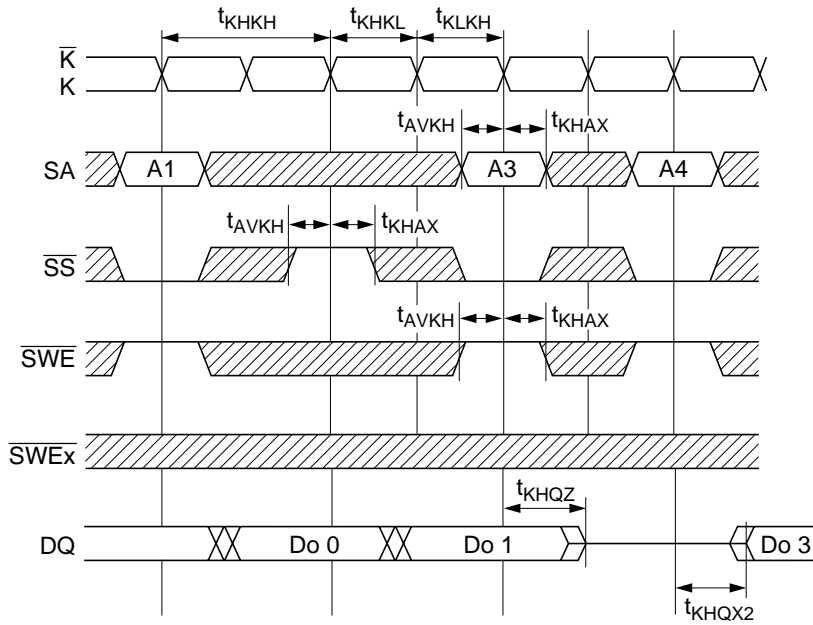 tKHKH tKHKL tKLKH
K̅
K
tAVKH tKHAX
SA A1 A3 A4
tAVKH tKHAX
S̅S̅
tAVKH tKHAX
S̅W̅E̅
S̅W̅E̅x̅
tKHQZ
DQ Do 0 Do 1 Do 3
tKHQX2